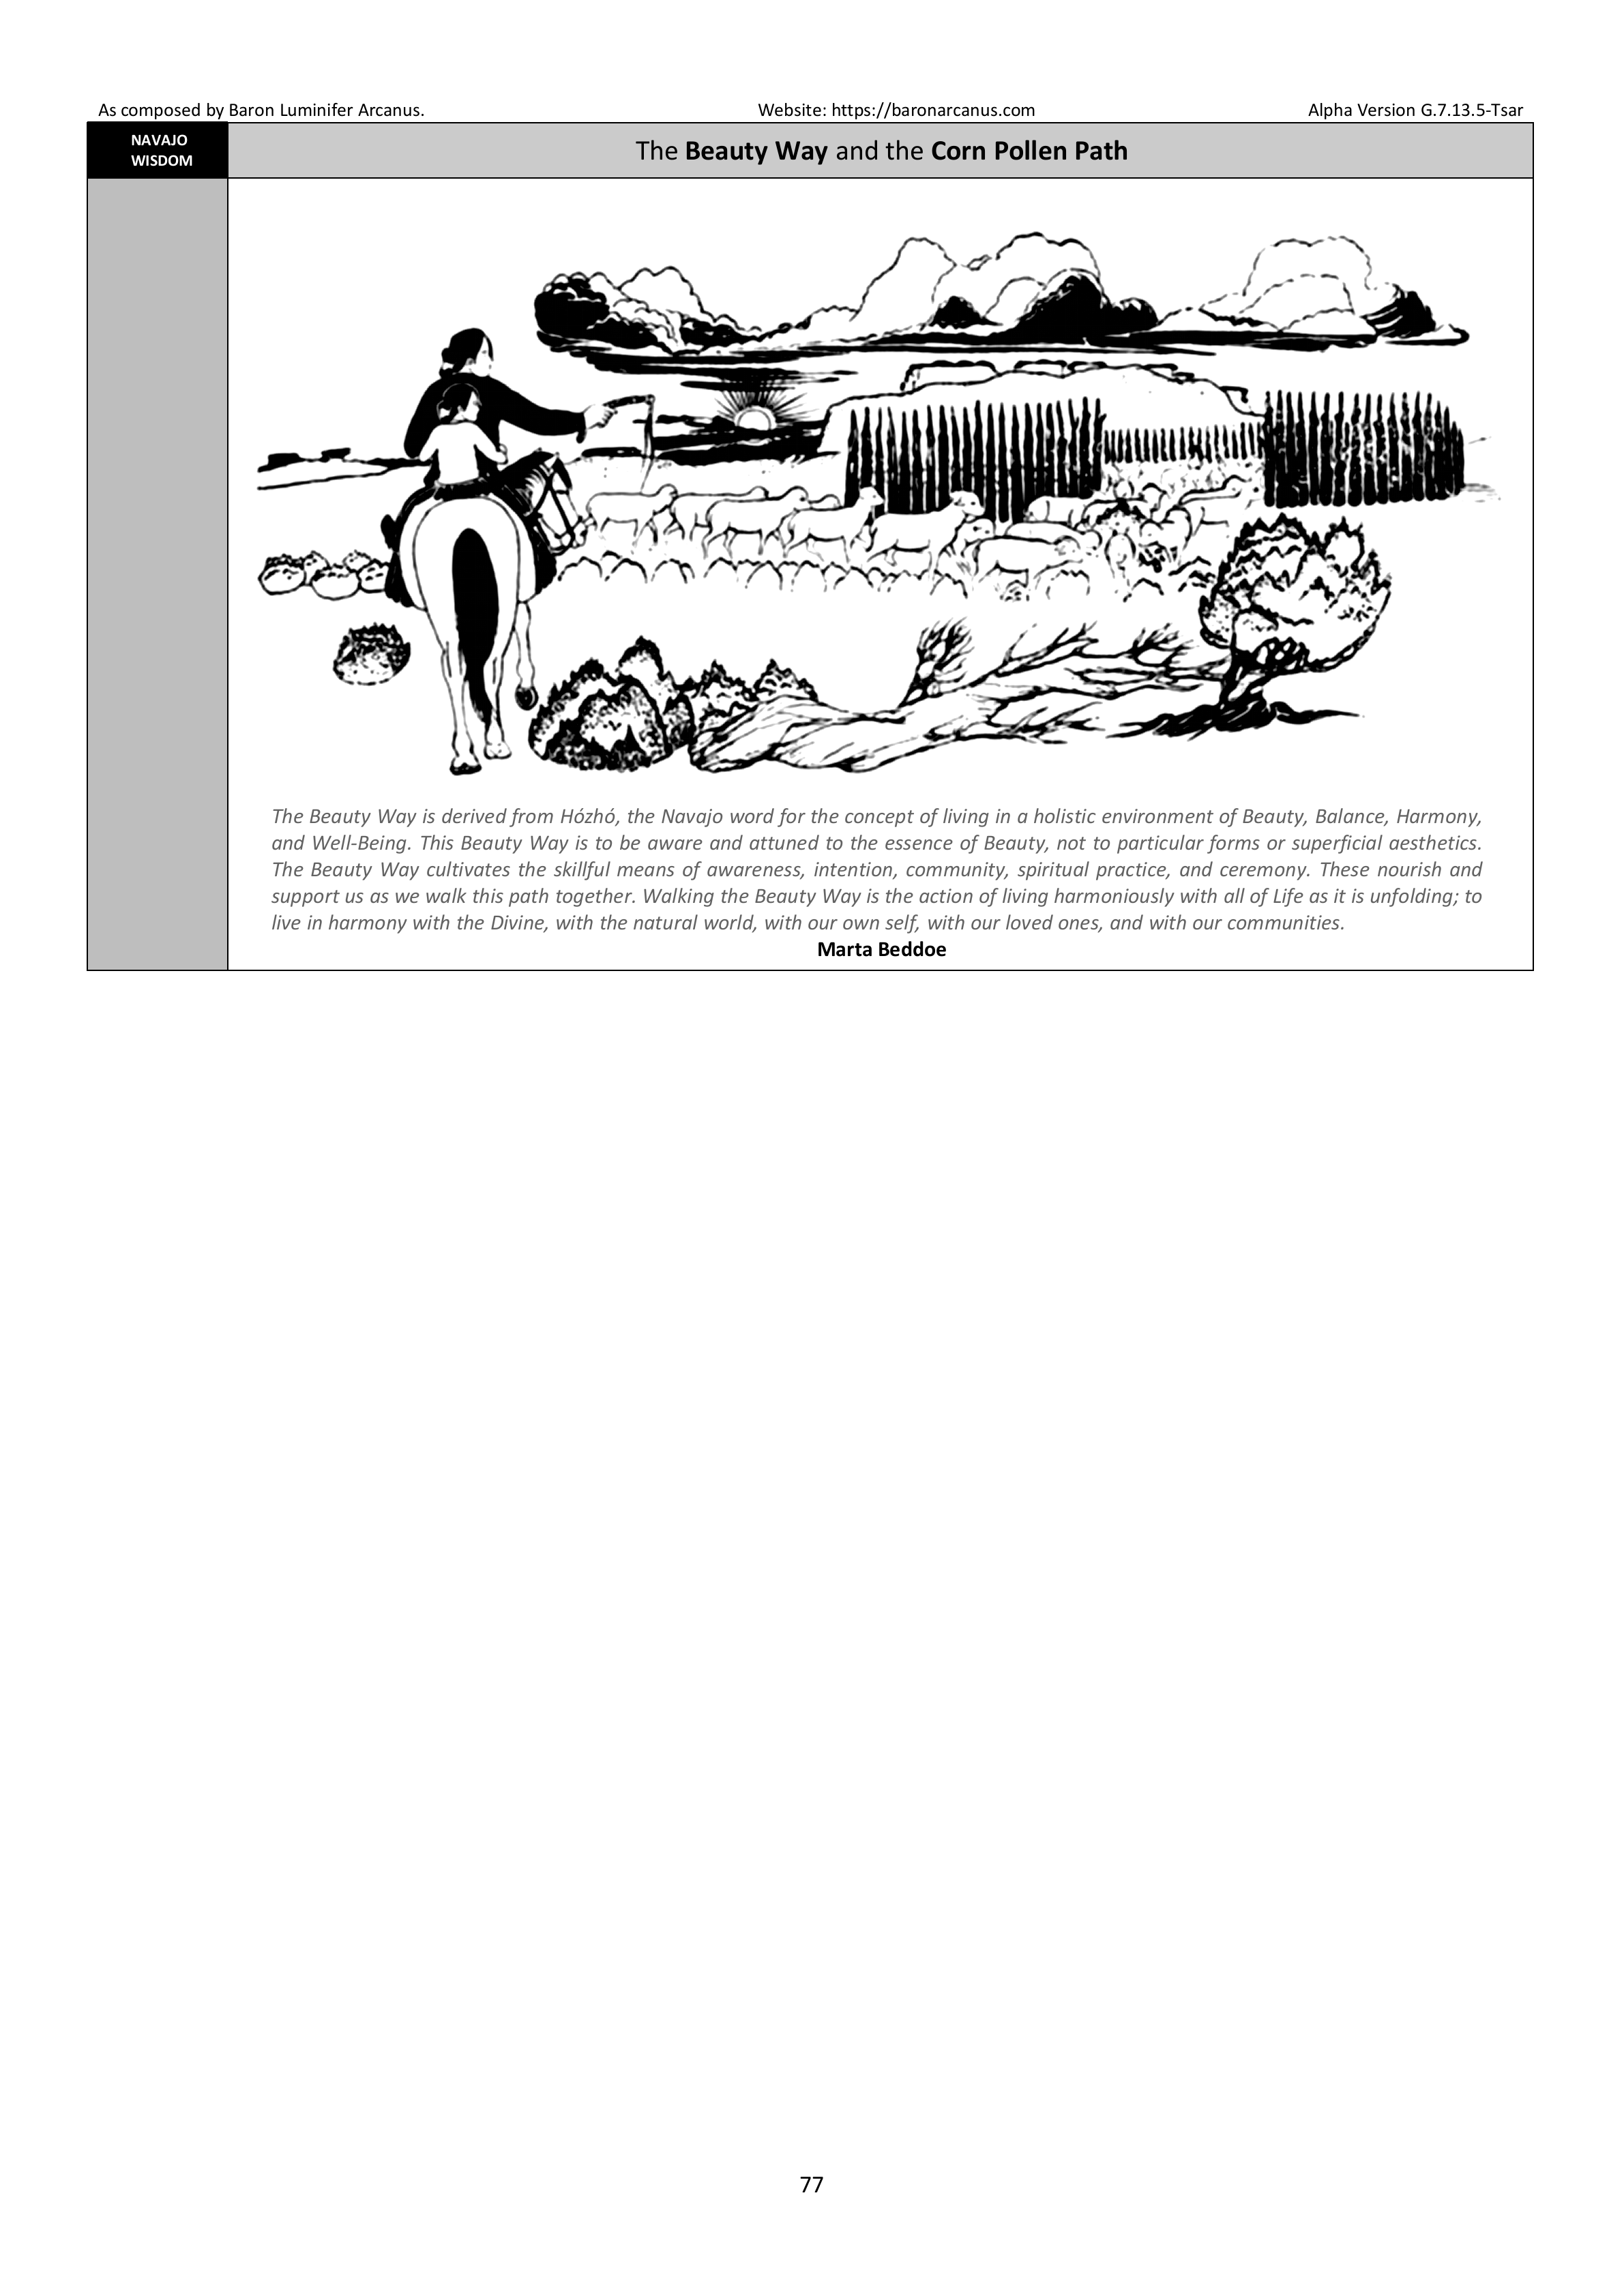 As composed by Baron Luminifer Arcanus. Website: https://baronarcanus.com Alpha Version G.7.13.5-Tsar
NAVAJO
WISDOM
The Beauty Way and the Corn Pollen Path
The Beauty Way is derived from Hózhó, the Navajo word for the concept of living in a holistic environment of Beauty, Balance, Harmony,
and Well-Being. This Beauty Way is to be aware and attuned to the essence of Beauty, not to particular forms or superficial aesthetics.
The Beauty Way cultivates the skillful means of awareness, intention, community, spiritual practice, and ceremony. These nourish and
support us as we walk this path together. Walking the Beauty Way is the action of living harmoniously with all of Life as it is unfolding; to
live in harmony with the Divine, with the natural world, with our own self, with our loved ones, and with our communities.
Marta Beddoe
77